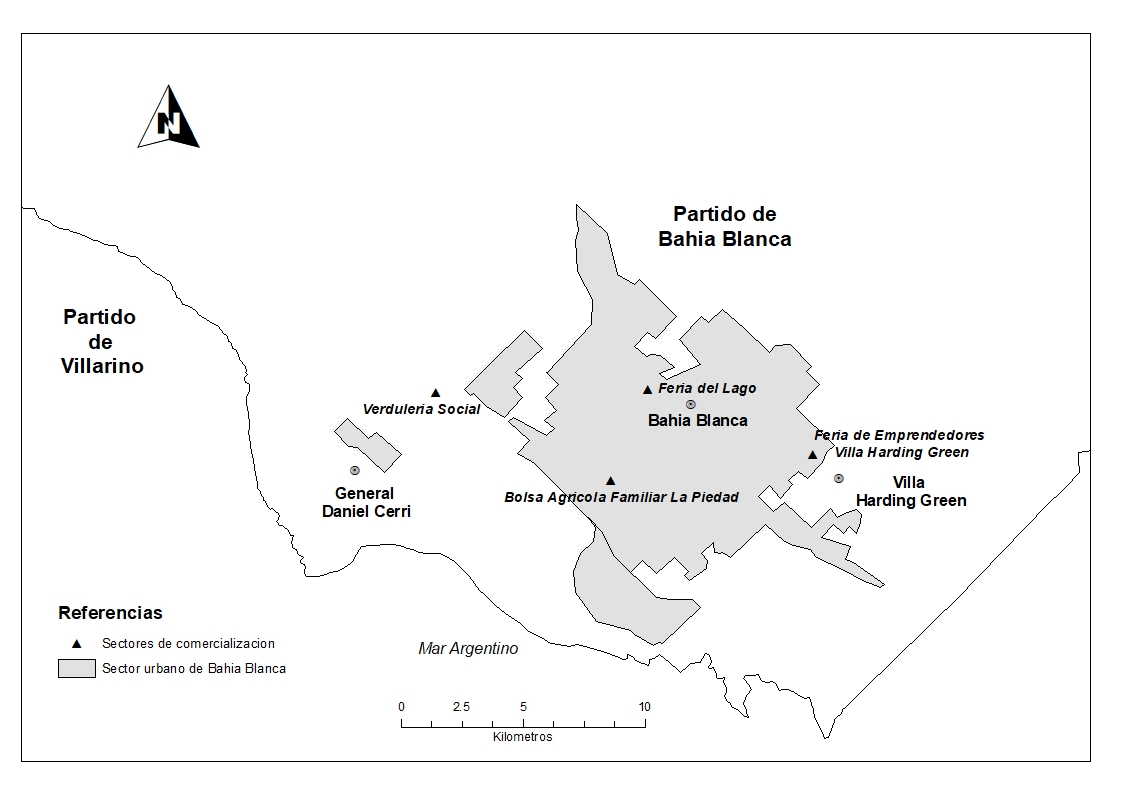 N
Partido de
Bahia Blanca
Partido
de
Villarino
Feria del Lago
Verduleria Social
Bahia Blanca
Feria de Emprendedores
Villa Harding Green
Villa
Harding Green
General
Daniel Cerri
Bolsa Agricola Familiar La Piedad
Referencias
Sectores de comercializacion
Sector urbano de Bahia Blanca
Mar Argentino
0 2.5 5 10
Kilometros